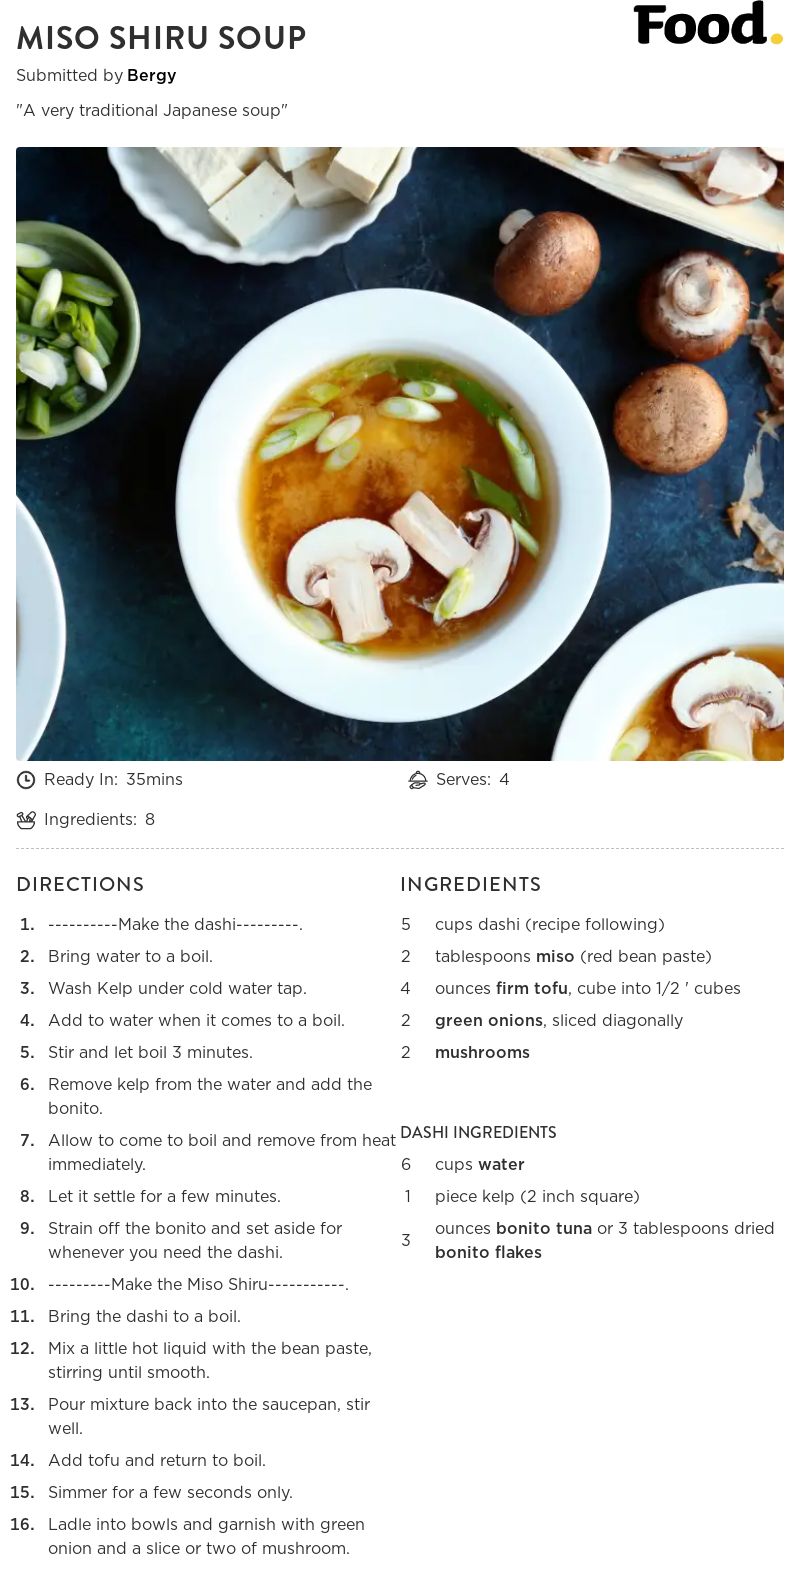 MISO SHIRU SOUP
Food.
Submitted by Bergy
"A very traditional Japanese soup"
Ready In: 35mins
Serves: 4
Ingredients: 8
DIRECTIONS
1. ----------Make the dashi---------.
2. Bring water to a boil.
3. Wash Kelp under cold water tap.
4. Add to water when it comes to a boil.
5. Stir and let boil 3 minutes.
6. Remove kelp from the water and add the
bonito.
7. Allow to come to boil and remove from heat
immediately.
8. Let it settle for a few minutes.
9. Strain off the bonito and set aside for
whenever you need the dashi.
10. ---------Make the Miso Shiru-----------.
11. Bring the dashi to a boil.
12. Mix a little hot liquid with the bean paste,
stirring until smooth.
13. Pour mixture back into the saucepan, stir
well.
14. Add tofu and return to boil.
15. Simmer for a few seconds only.
16. Ladle into bowls and garnish with green
onion and a slice or two of mushroom.
INGREDIENTS
5 cups dashi (recipe following)
2 tablespoons miso (red bean paste)
4 ounces firm tofu, cube into 1/2 ' cubes
2 green onions, sliced diagonally
2 mushrooms
DASHI INGREDIENTS
6 cups water
1 piece kelp (2 inch square)
3 ounces bonito tuna or 3 tablespoons dried
bonito flakes